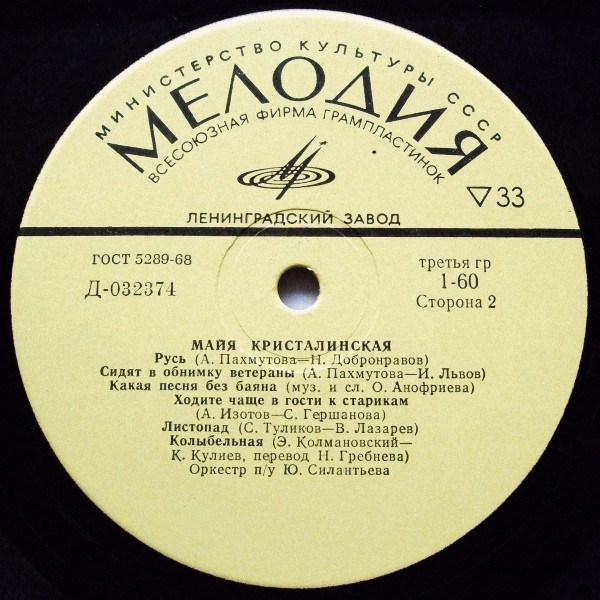 МИНИСТЕРСТВО КУЛЬТУРЫ СССР
МЕЛОДИЯ
ВСЕСОЮЗНАЯ ФИРМА ГРАМПЛАСТИНОК
33
ЛЕНИНГРАДСКИЙ ЗАВОД
ГОСТ 5289-68
Д-032374
третья гр
1-60
Сторона 2
МАЙЯ КРИСТАЛИНСКАЯ
Русь (А. Пахмутова—Н. Добронравов)
Сидят в обнимку ветераны (А. Пахмутова—И. Львов)
Какая песня без баяна (муз. и сл. О. Анофриева)
Ходите чаще в гости к старикам
(А. Изотов—С. Гершанова)
Листопад (С. Туликов—В. Лазарев)
Колыбельная (Э. Колмановский—
К. Кулиев, перевод Н. Гребнева)
Оркестр п/у Ю. Силантьева